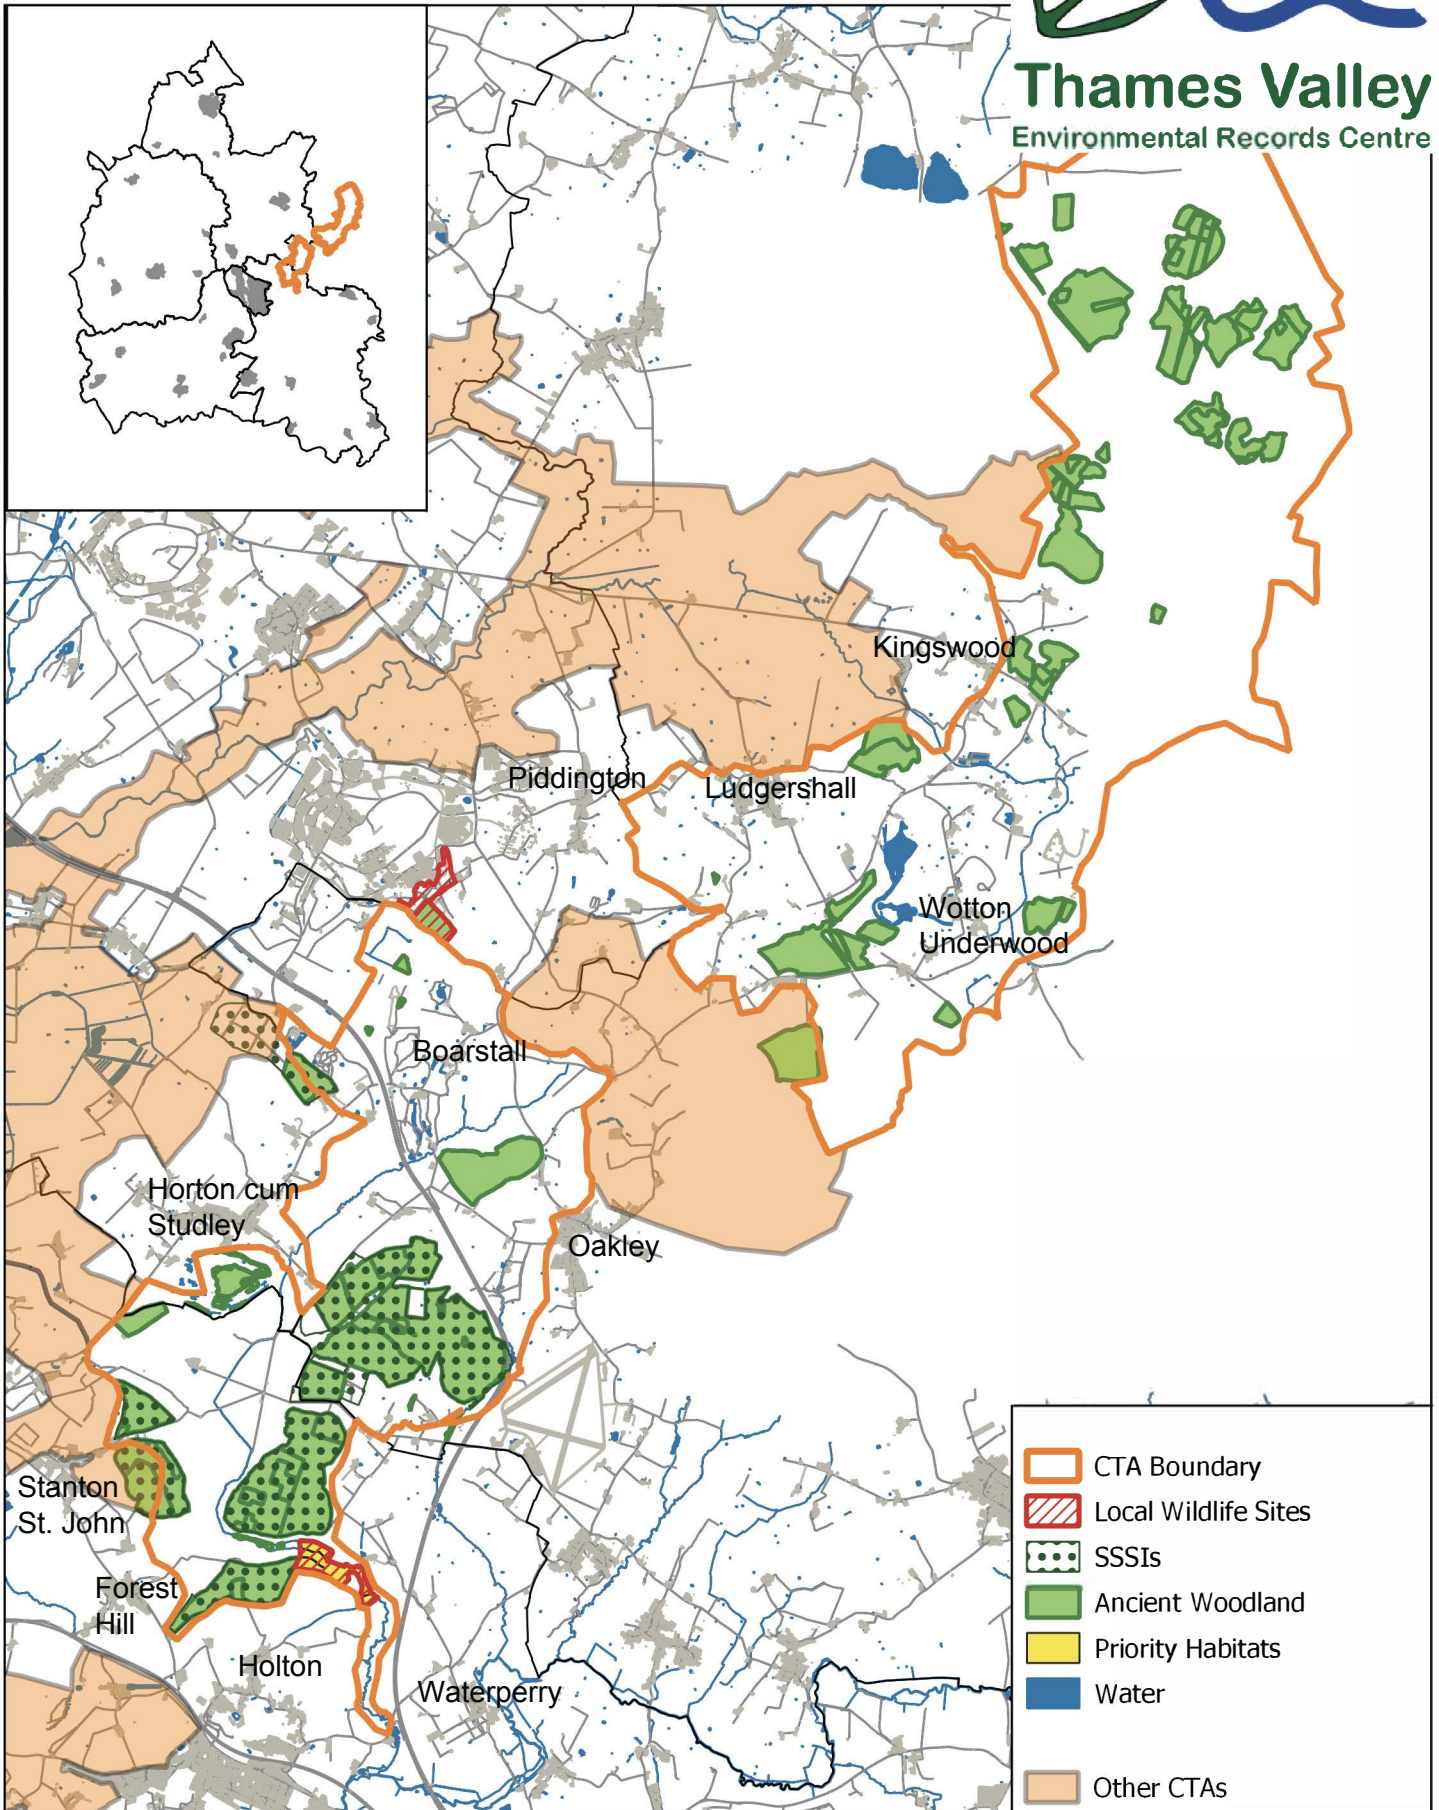 Thames Valley
Environmental Records Centre
Kingswood
Piddington
Ludgershall
Wotton
Underwood
Boarstall
Horton cum
Studley
Oakley
Stanton
St. John
Forest
Hill
Holton
Waterperry
CTA Boundary
Local Wildlife Sites
SSSIs
Ancient Woodland
Priority Habitats
Water
Other CTAs